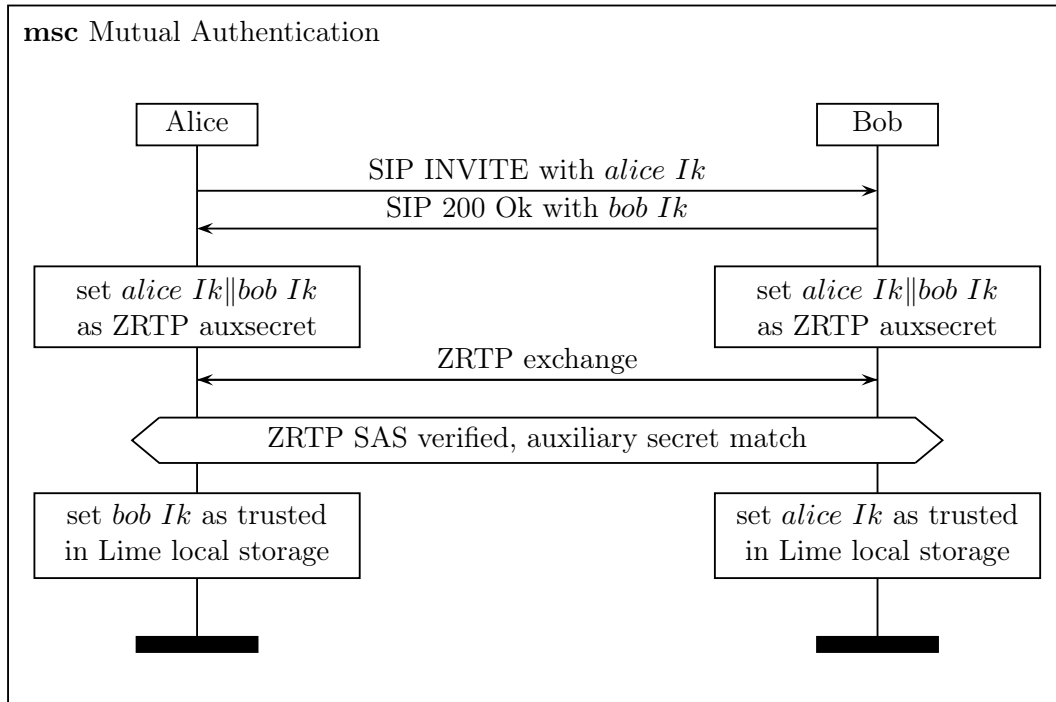 msc Mutual Authentication
Alice
Bob
SIP INVITE with alice Ik
SIP 200 Ok with bob Ik
set alice Ik∥bob Ik
as ZRTP auxsecret
set alice Ik∥bob Ik
as ZRTP auxsecret
ZRTP exchange
ZRTP SAS verified, auxiliary secret match
set bob Ik as trusted
in Lime local storage
set alice Ik as trusted
in Lime local storage